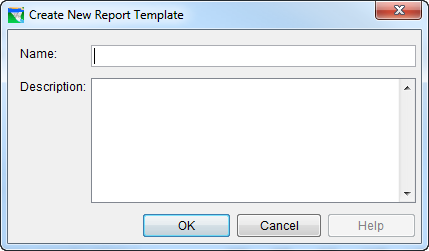 Create New Report Template
Name:
Description:
OK Cancel Help